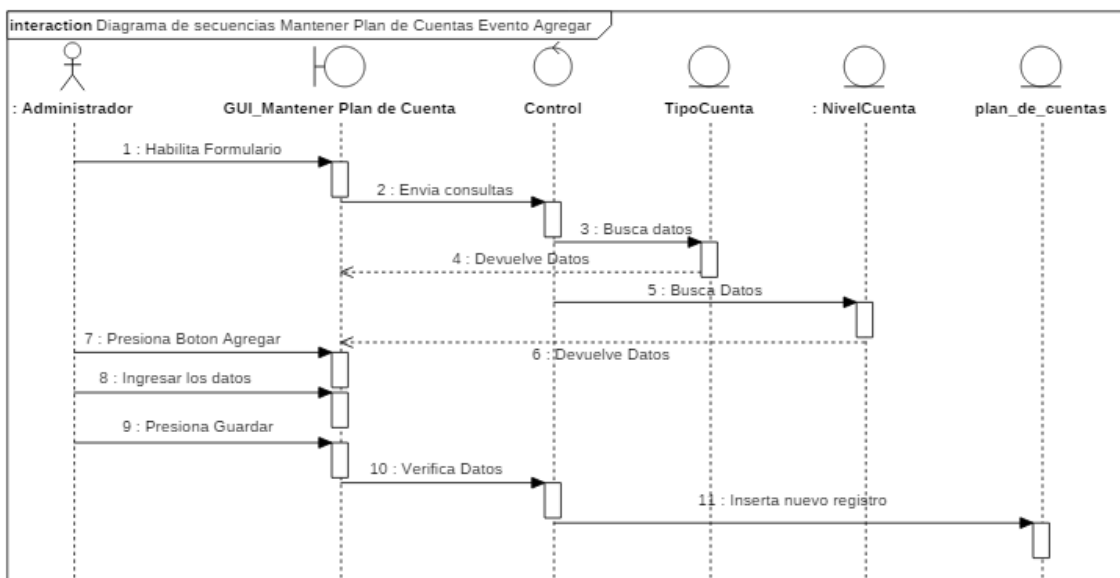 interaction Diagrama de secuencias Mantener Plan de Cuentas Evento Agregar
: Administrador
GUI_Mantener Plan de Cuenta
Control
TipoCuenta
: NivelCuenta
plan_de_cuentas
1 : Habilita Formulario
2 : Envia consultas
3 : Busca datos
4 : Devuelve Datos
5 : Busca Datos
6 : Devuelve Datos
7 : Presiona Boton Agregar
8 : Ingresar los datos
9 : Presiona Guardar
10 : Verifica Datos
11 : Inserta nuevo registro